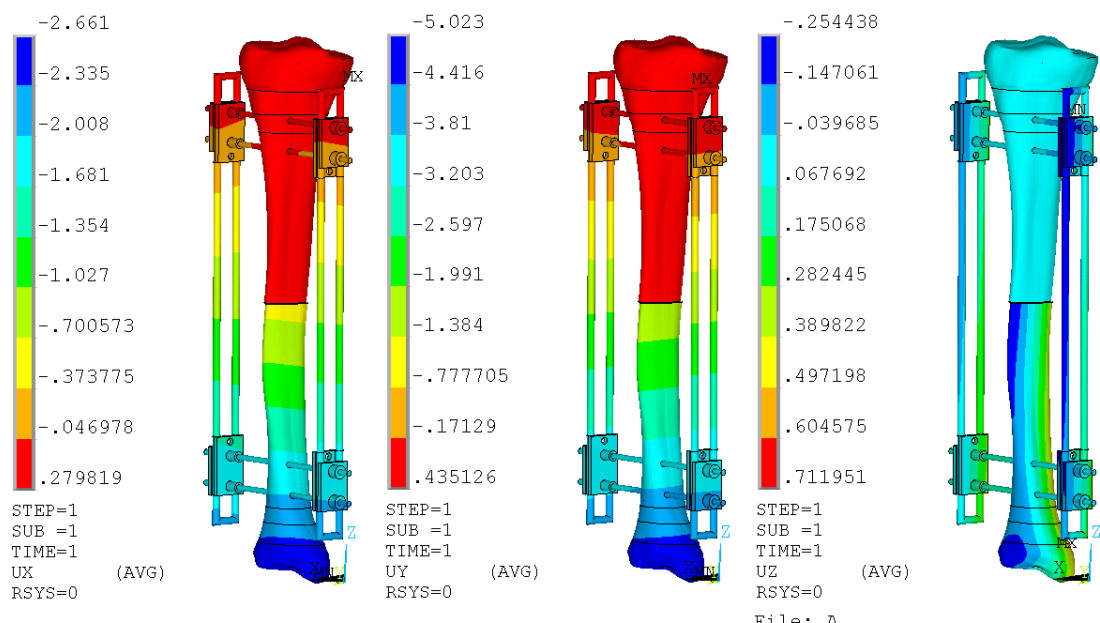 -2.661
-2.335
-2.008
-1.681
-1.354
-1.027
-.700573
-.373775
-.046978
.279819
STEP=1
SUB =1
TIME=1
UX (AVG)
RSYS=0
MX
X MN
Z
-5.023
-4.416
-3.81
-3.203
-2.597
-1.991
-1.384
-.777705
-.17129
.435126
STEP=1
SUB =1
TIME=1
UY (AVG)
RSYS=0
MX
X MN
Z
-.254438
-.147061
-.039685
.067692
.175068
.282445
.389822
.497198
.604575
.711951
STEP=1
SUB =1
TIME=1
UZ (AVG)
RSYS=0
MN
Z
MX
X
File: A